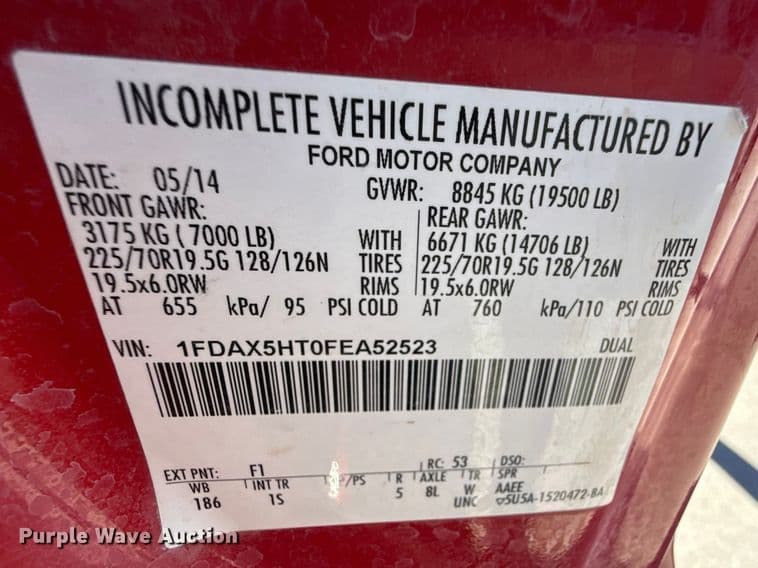 INCOMPLETE VEHICLE MANUFACTURED BY
FORD MOTOR COMPANY
DATE: 05/14 GVWR: 8845 KG (19500 LB)
FRONT GAWR: REAR GAWR:
3175 KG ( 7000 LB) WITH 6671 KG (14706 LB) WITH
225/70R19.5G 128/126N TIRES 225/70R19.5G 128/126N TIRES
19.5x6.0RW RIMS 19.5x6.0RW RIMS
AT 655 kPa/ 95 PSI COLD AT 760 kPa/110 PSI COLD
VIN: 1FDAX5HT0FEA52523 DUAL
EXT PNT: F1 RC: 53 DSO:
WB INT TR TP/PS R AXLE TR SPR
186 1S 5 8L W AAEE
UNC 5U5A-1520472-BA
Purple Wave Auction